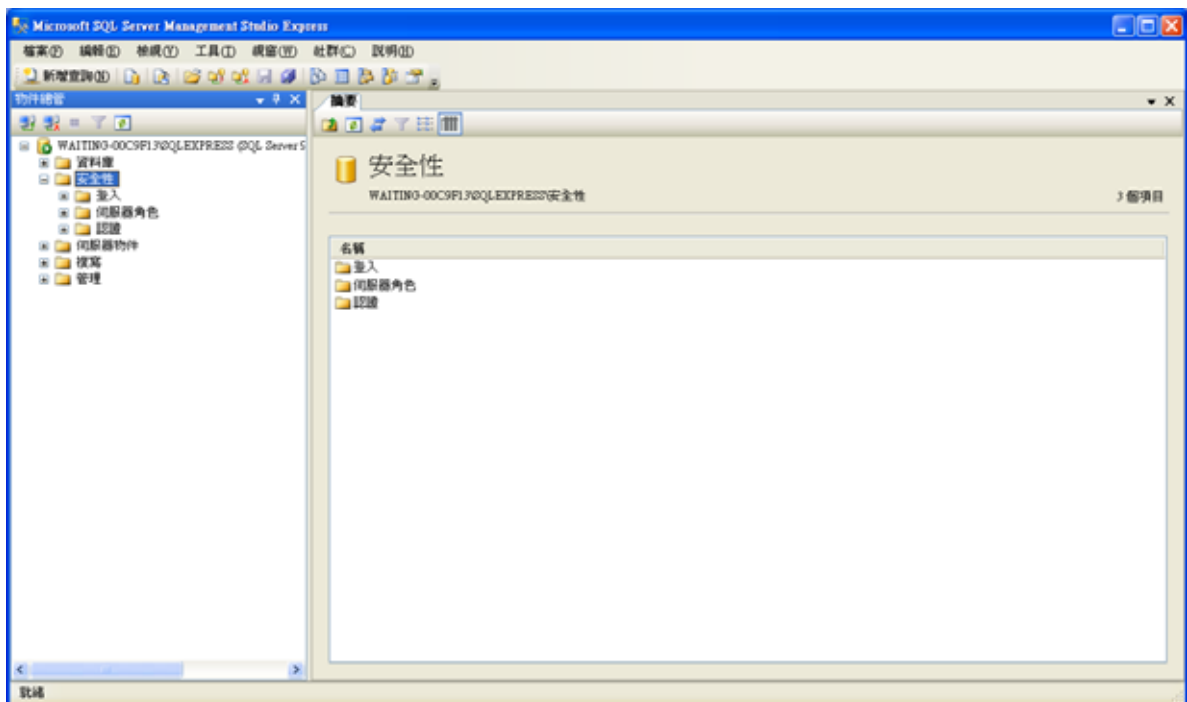 Microsoft SQL Server Management Studio Express
檔案(F) 編輯(E) 檢視(V) 工具(T) 視窗(W) 社群(C) 說明(H)
新增查詢(N)
物件總管
WAITING-00C9F13\SQLEXPRESS (SQL Server 9
資料庫
安全性
登入
伺服器角色
認證
伺服器物件
複寫
管理
摘要
安全性
WAITING-00C9F13\SQLEXPRESS\安全性
3 個項目
名稱
登入
伺服器角色
認證
就緒